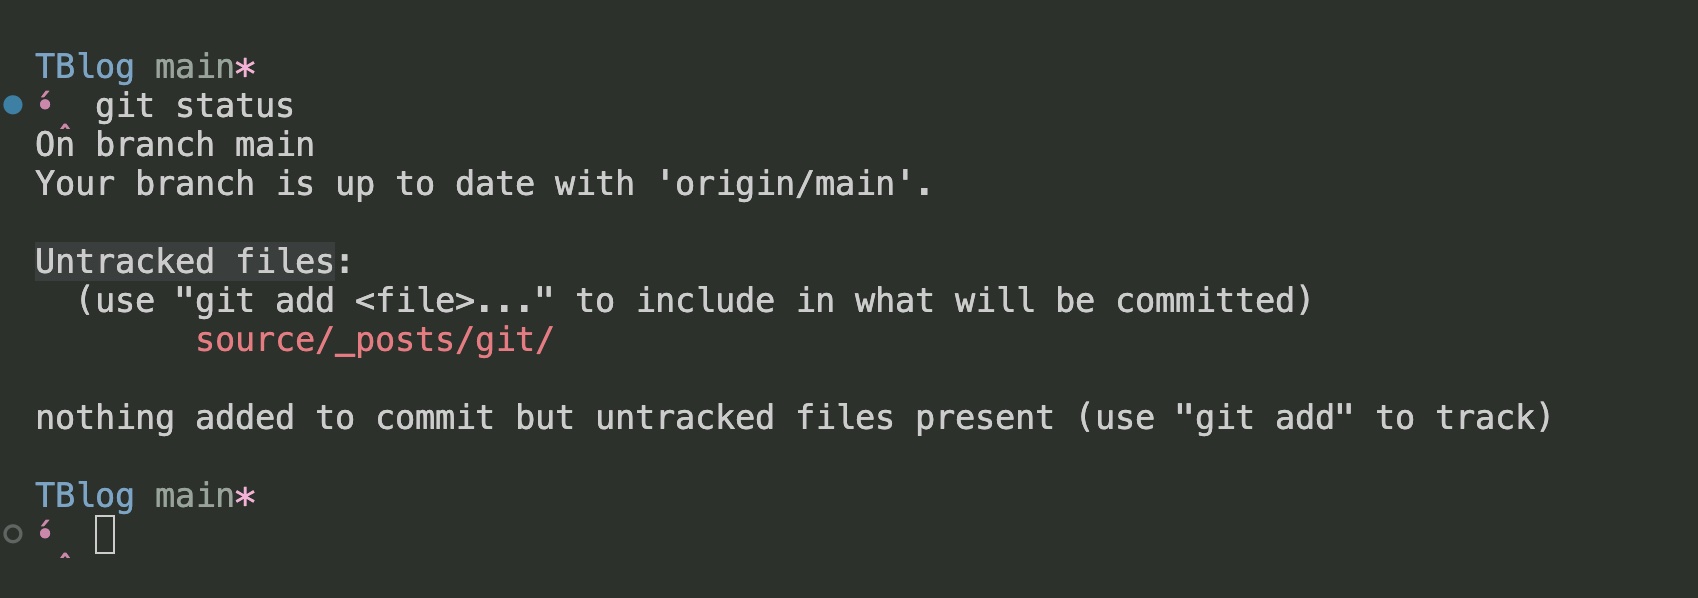 TBlog main*
git status
On branch main
Your branch is up to date with 'origin/main'.
Untracked files:
(use "git add <file>..." to include in what will be committed)
source/_posts/git/
nothing added to commit but untracked files present (use "git add" to track)
TBlog main*